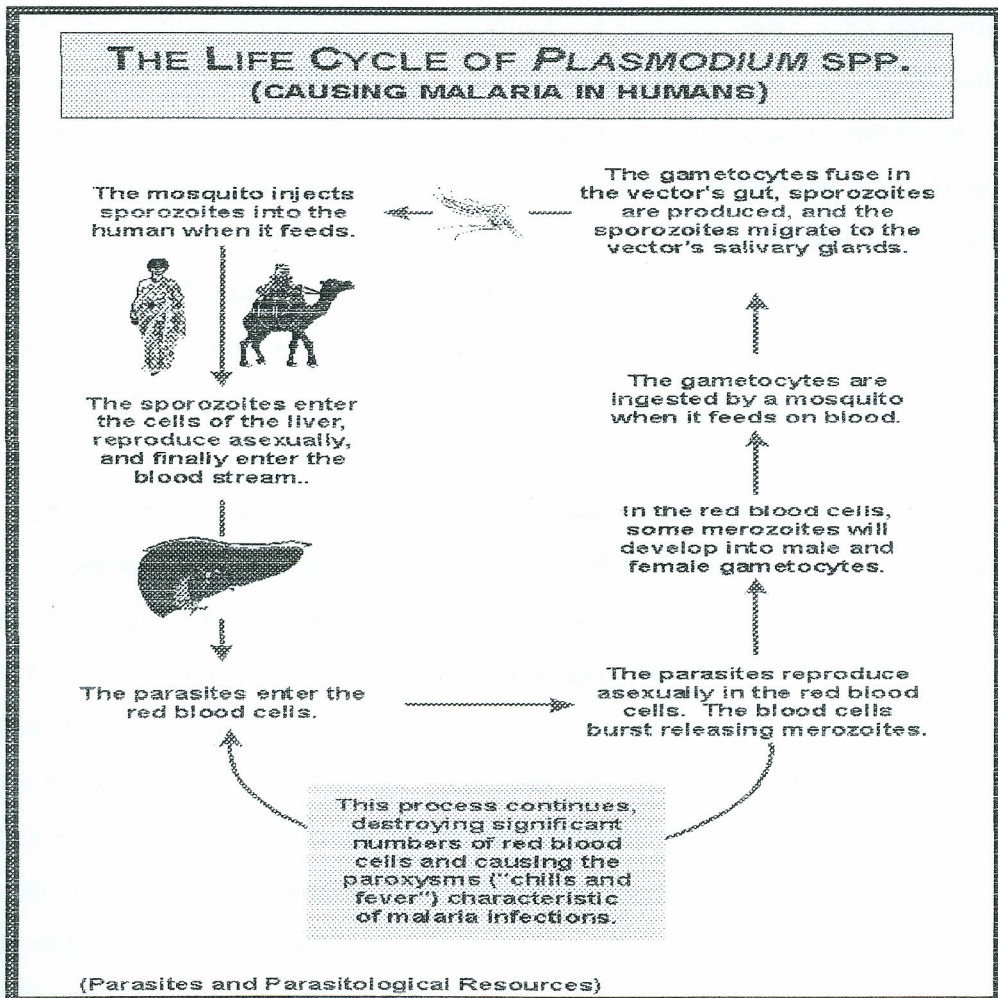 THE LIFE CYCLE OF PLASMODIUM SPP.
(CAUSING MALARIA IN HUMANS)
The mosquito injects
sporozoites into the
human when it feeds.
The sporozoites enter
the cells of the liver,
reproduce asexually,
and finally enter the
blood stream..
The parasites enter the
red blood cells.
The parasites reproduce
asexually in the red blood
cells. The blood cells
burst releasing merozoites.
This process continues,
destroying significant
numbers of red blood
cells and causing the
paroxysms ("chills and
fever") characteristic
of malaria infections.
In the red blood cells,
some merozoites will
develop into male and
female gametocytes.
The gametocytes are
ingested by a mosquito
when it feeds on blood.
The gametocytes fuse in
the vector's gut, sporozoites
are produced, and the
sporozoites migrate to the
vector's salivary glands.
(Parasites and Parasitological Resources)